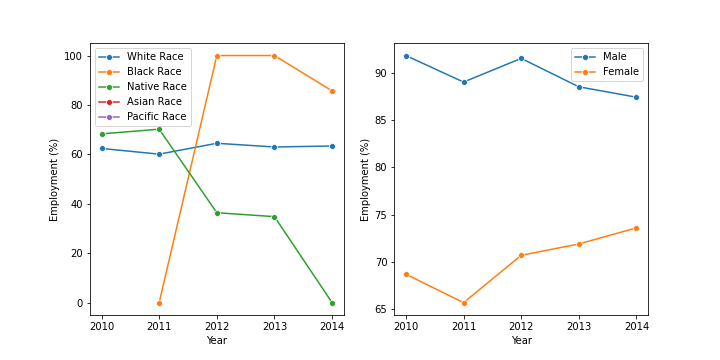 White Race
Black Race
Native Race
Asian Race
Pacific Race
100
80
60
40
20
0
Employment (%)
2010 2011 2012 2013 2014
Year
Male
Female
90
85
80
75
70
65
Employment (%)
2010 2011 2012 2013 2014
Year